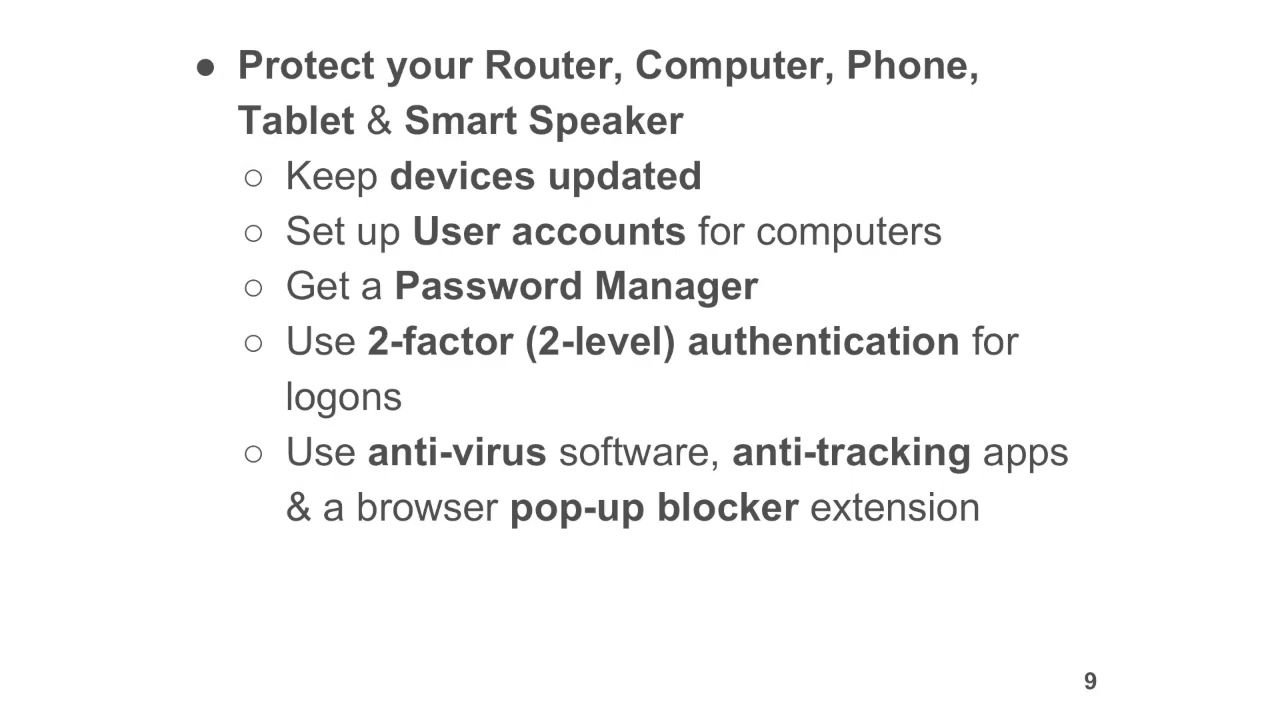 ● Protect your Router, Computer, Phone,
Tablet & Smart Speaker
○ Keep devices updated
○ Set up User accounts for computers
○ Get a Password Manager
○ Use 2-factor (2-level) authentication for
logons
○ Use anti-virus software, anti-tracking apps
& a browser pop-up blocker extension
9